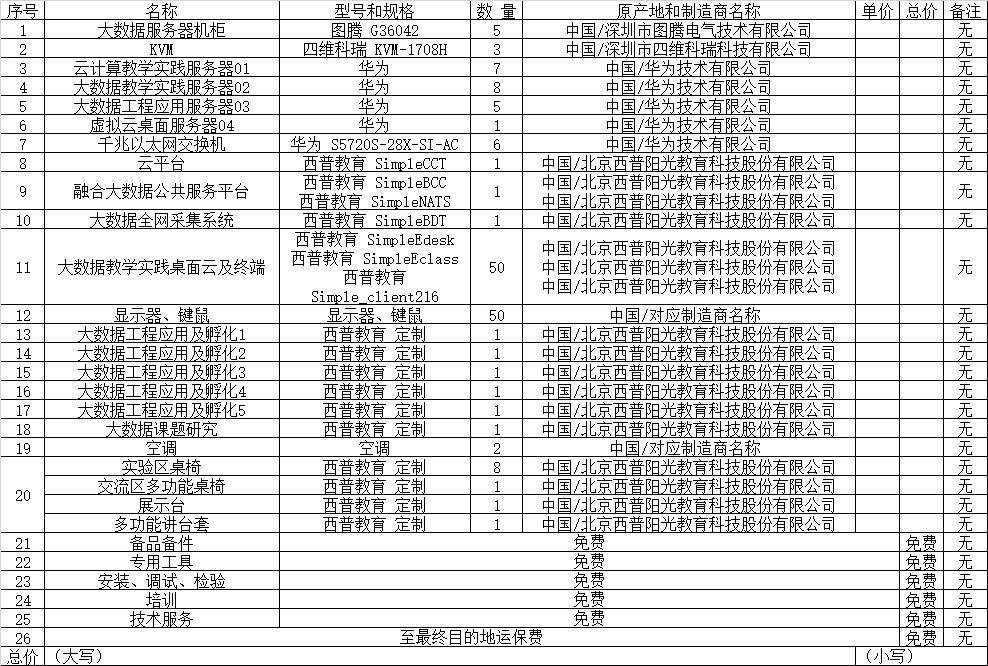 序号 名称 型号和规格 数 量 原产地和制造商名称 单价 总价 备注
1 大数据服务器机柜 图腾 G36042 5 中国/深圳市图腾电气技术有限公司 无
2 KVM 四维科瑞 KVM-1708H 3 中国/深圳市四维科瑞科技有限公司 无
3 云计算教学实践服务器01 华为 7 中国/华为技术有限公司 无
4 大数据教学实践服务器02 华为 8 中国/华为技术有限公司 无
5 大数据工程应用服务器03 华为 5 中国/华为技术有限公司 无
6 虚拟云桌面服务器04 华为 1 中国/华为技术有限公司 无
7 千兆以太网交换机 华为 S5720S-28X-SI-AC 6 中国/华为技术有限公司 无
8 云平台 西普教育 SimpleCCT 1 中国/北京西普阳光教育科技股份有限公司 无
9 融合大数据公共服务平台 西普教育 SimpleBCC 1 中国/北京西普阳光教育科技股份有限公司 无
西普教育 SimpleNATS 中国/北京西普阳光教育科技股份有限公司
10 大数据全网采集系统 西普教育 SimpleBDT 1 中国/北京西普阳光教育科技股份有限公司 无
11 大数据教学实践桌面云及终端 西普教育 SimpleEdesk 50 中国/北京西普阳光教育科技股份有限公司 无
西普教育 SimpleEclass 中国/北京西普阳光教育科技股份有限公司
西普教育 中国/北京西普阳光教育科技股份有限公司
Simple_client216
12 显示器、键鼠 显示器、键鼠 50 中国/对应制造商名称 无
13 大数据工程应用及孵化1 西普教育 定制 1 中国/北京西普阳光教育科技股份有限公司 无
14 大数据工程应用及孵化2 西普教育 定制 1 中国/北京西普阳光教育科技股份有限公司 无
15 大数据工程应用及孵化3 西普教育 定制 1 中国/北京西普阳光教育科技股份有限公司 无
16 大数据工程应用及孵化4 西普教育 定制 1 中国/北京西普阳光教育科技股份有限公司 无
17 大数据工程应用及孵化5 西普教育 定制 1 中国/北京西普阳光教育科技股份有限公司 无
18 大数据课题研究 西普教育 定制 1 中国/北京西普阳光教育科技股份有限公司 无
19 空调 空调 2 中国/对应制造商名称 无
20 实验区桌椅 西普教育 定制 8 中国/北京西普阳光教育科技股份有限公司 无
交流区多功能桌椅 西普教育 定制 1 中国/北京西普阳光教育科技股份有限公司 无
展示台 西普教育 定制 1 中国/北京西普阳光教育科技股份有限公司 无
多功能讲台套 西普教育 定制 1 中国/北京西普阳光教育科技股份有限公司 无
21 备品备件 免费 免费 无
22 专用工具 免费 免费 无
23 安装、调试、检验 免费 免费 无
24 培训 免费 免费 无
25 技术服务 免费 免费 无
26 至最终目的地运保费 免费 无
总价 （大写） （小写）